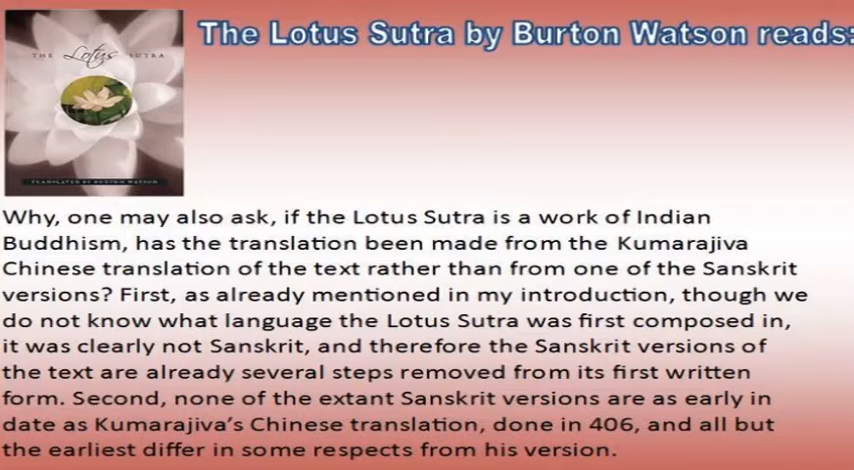 The Lotus Sutra by Burton Watson reads:
THE Lotus SUTRA
TRANSLATED BY BURTON WATSON
Why, one may also ask, if the Lotus Sutra is a work of Indian
Buddhism, has the translation been made from the Kumarajiva
Chinese translation of the text rather than from one of the Sanskrit
versions? First, as already mentioned in my introduction, though we
do not know what language the Lotus Sutra was first composed in,
it was clearly not Sanskrit, and therefore the Sanskrit versions of
the text are already several steps removed from its first written
form. Second, none of the extant Sanskrit versions are as early in
date as Kumarajiva's Chinese translation, done in 406, and all but
the earliest differ in some respects from his version.